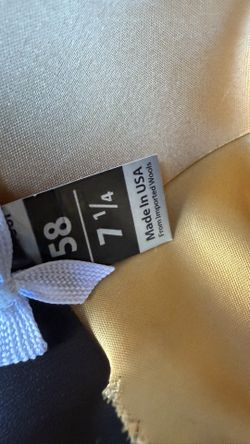 58
7 1/4
Made In USA
From Imported Wools